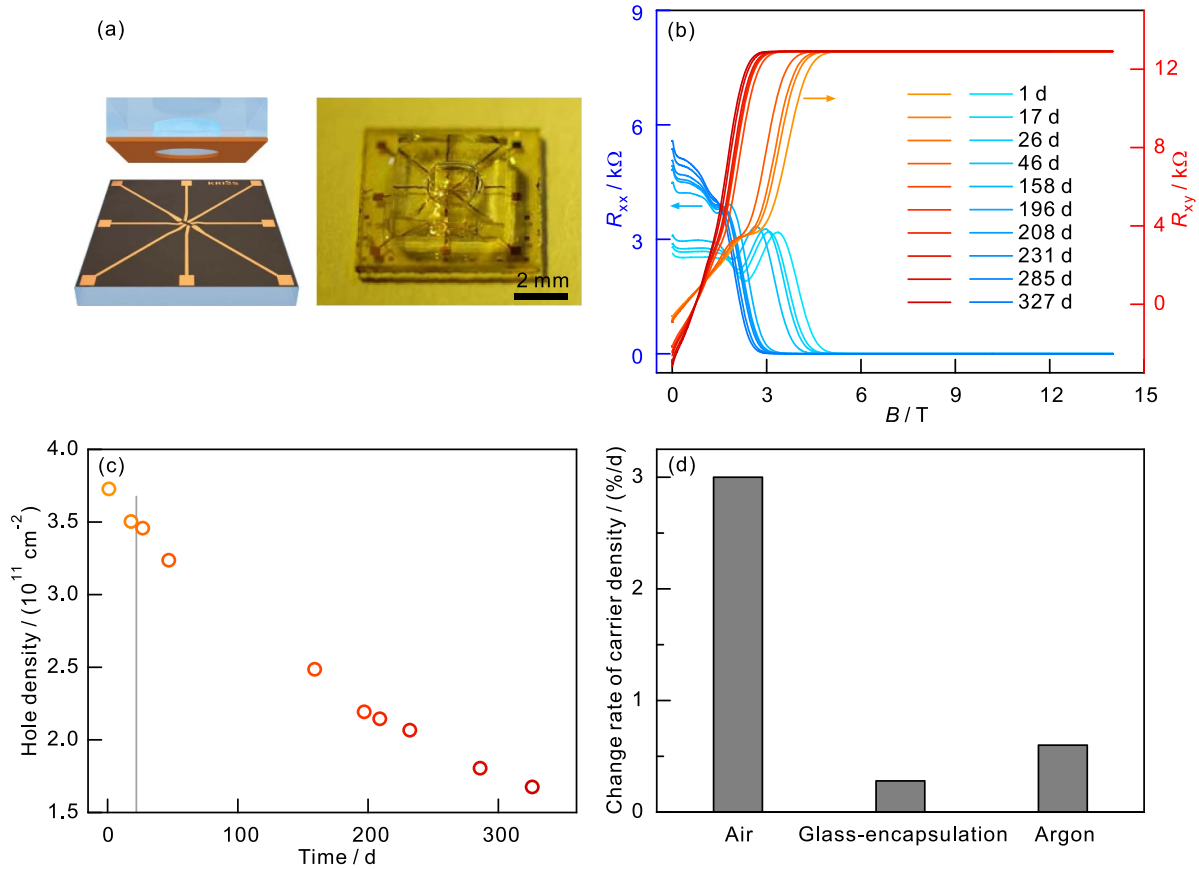 (a)
KRISS
2 mm
(b)
9
6
3
0
R_xx / kΩ
0
3
6
9
12
15
B / T
12
8
4
0
R_xy / kΩ
1 d
17 d
26 d
46 d
158 d
196 d
208 d
231 d
285 d
327 d
(c)
4.0
3.5
3.0
2.5
2.0
1.5
Hole density / (10^11 cm^-2)
0
100
200
300
Time / d
(d)
3
2
1
0
Change rate of carrier density / (%/d)
Air
Glass-encapsulation
Argon